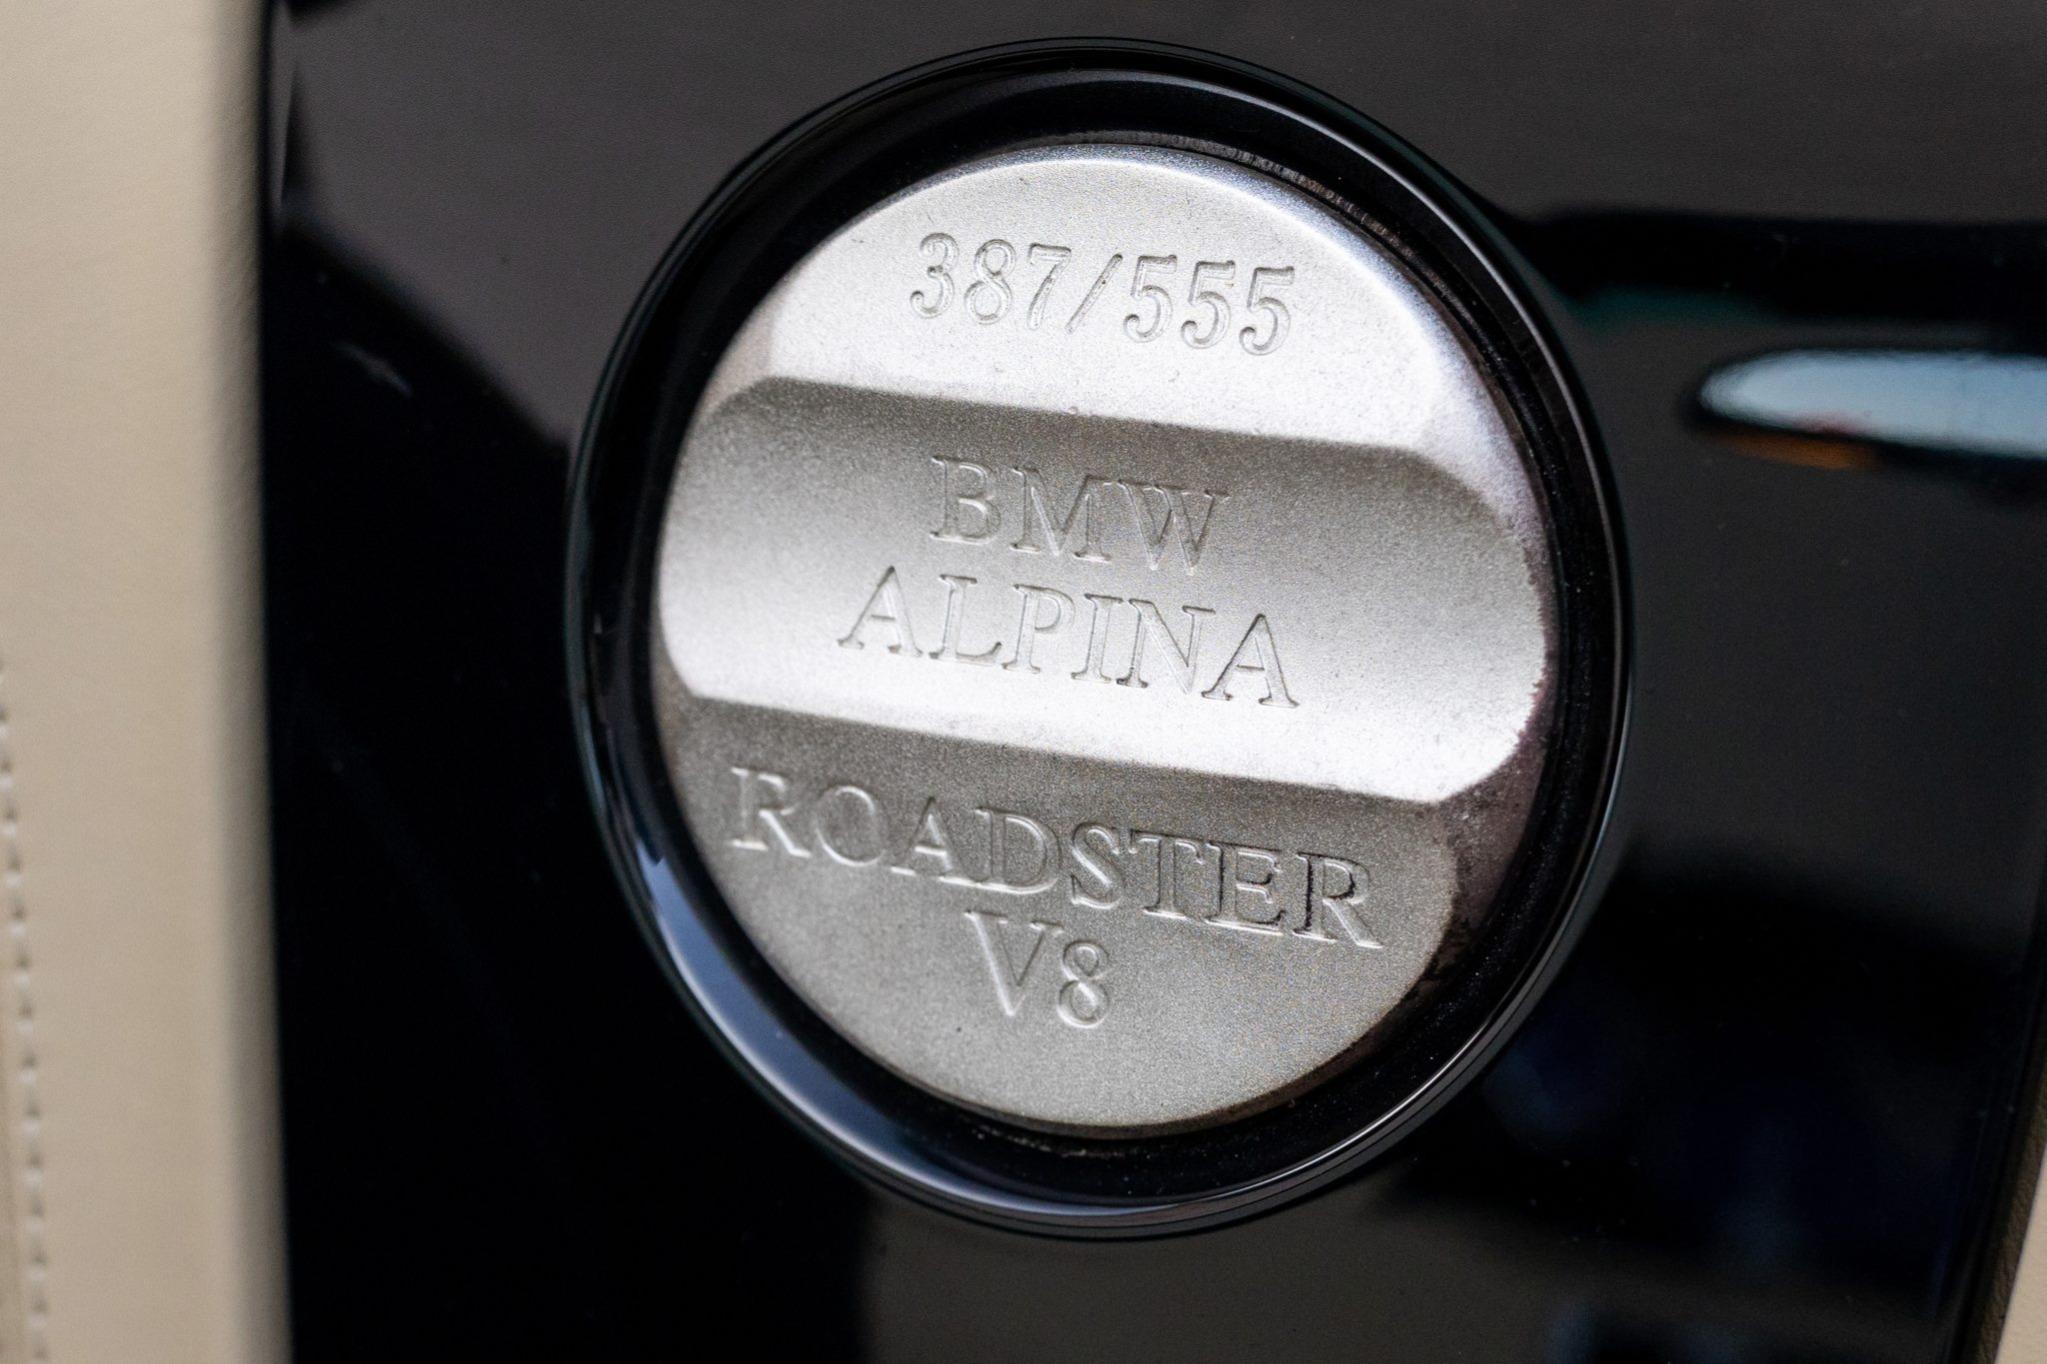 387/555
BMW
ALPINA
ROADSTER
V8